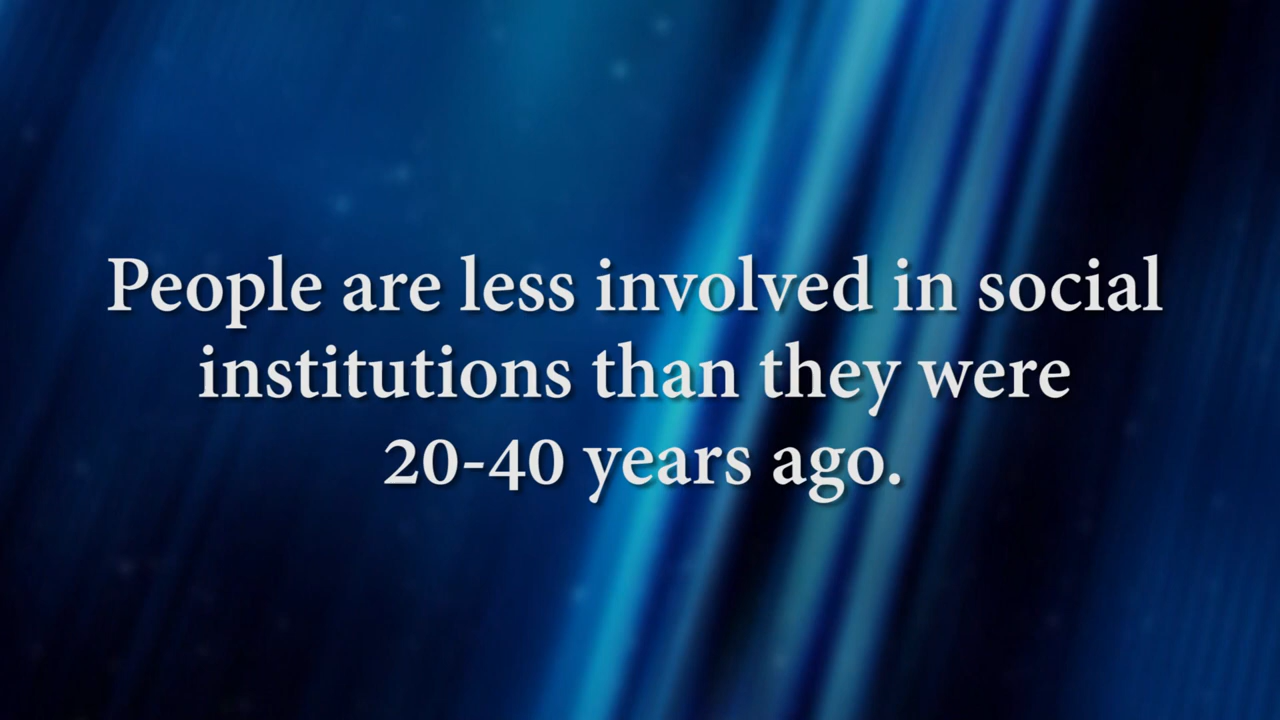 People are less involved in social
institutions than they were
20-40 years ago.